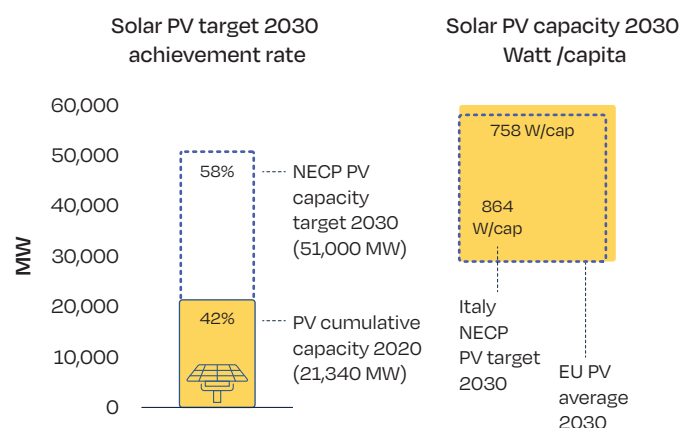 Solar PV target 2030
achievement rate
MW
60,000
50,000
40,000
30,000
20,000
10,000
0
58%
42%
NECP PV
capacity
target 2030
(51,000 MW)
PV cumulative
capacity 2020
(21,340 MW)
Solar PV capacity 2030
Watt /capita
758 W/cap
864
W/cap
Italy
NECP
PV target
2030
EU PV
average
2030